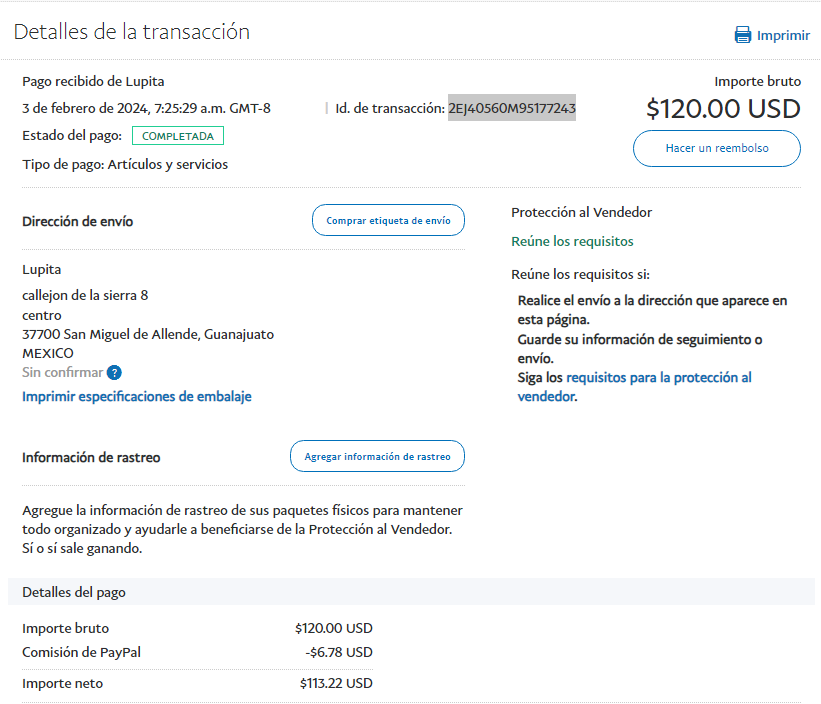 Detalles de la transacción
Imprimir
Pago recibido de Lupita
Importe bruto
3 de febrero de 2024, 7:25:29 a.m. GMT-8 | Id. de transacción: 2EJ40560M95177243
$120.00 USD
Estado del pago: COMPLETADA
Hacer un reembolso
Tipo de pago: Artículos y servicios
Dirección de envío
Comprar etiqueta de envío
Lupita
callejon de la sierra 8
centro
37700 San Miguel de Allende, Guanajuato
MEXICO
Sin confirmar ?
Imprimir especificaciones de embalaje
Protección al Vendedor
Reúne los requisitos
Reúne los requisitos si:
Realice el envío a la dirección que aparece en
esta página.
Guarde su información de seguimiento o
envío.
Siga los requisitos para la protección al
vendedor.
Información de rastreo
Agregar información de rastreo
Agregue la información de rastreo de sus paquetes físicos para mantener
todo organizado y ayudarle a beneficiarse de la Protección al Vendedor.
Sí o sí sale ganando.
Detalles del pago
Importe bruto $120.00 USD
Comisión de PayPal -$6.78 USD
Importe neto $113.22 USD